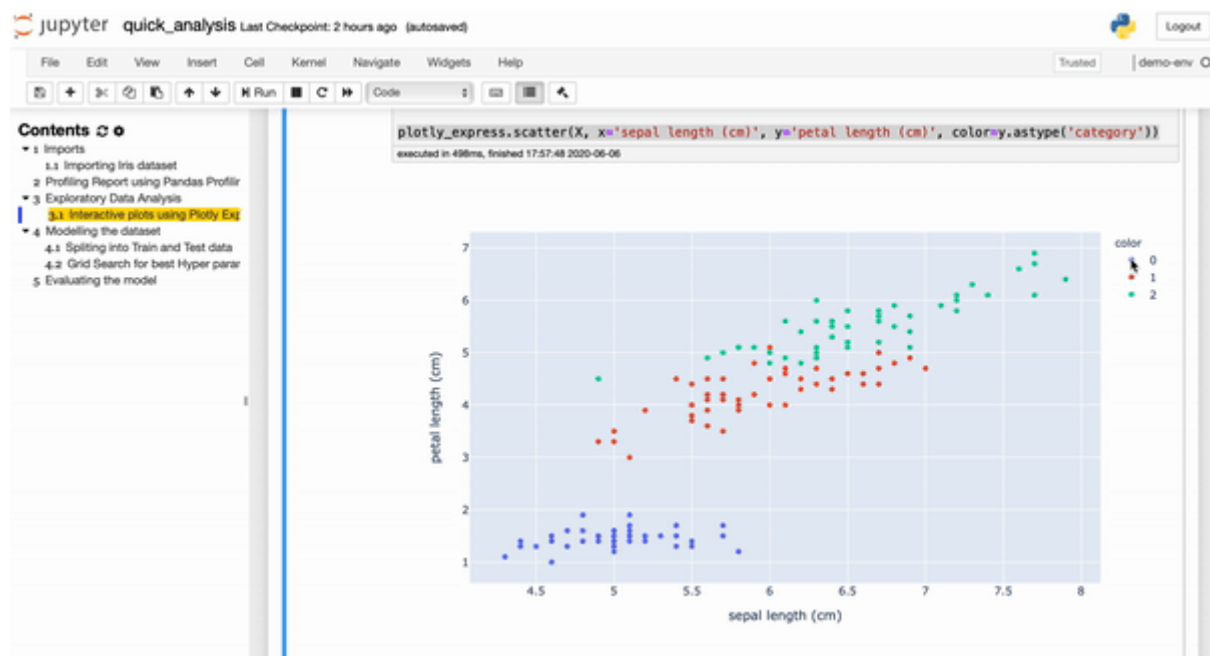 jupyter quick_analysis Last Checkpoint: 2 hours ago (autosaved)
Logout
File Edit View Insert Cell Kernel Navigate Widgets Help
Trusted demo-env
Run Code
Contents
1 Imports
1.1 Importing Iris dataset
2 Profiling Report using Pandas Profilir
3 Exploratory Data Analysis
3.1 Interactive plots using Plotly Exp
4 Modelling the dataset
4.1 Spliting into Train and Test data
4.2 Grid Search for best Hyper parar
5 Evaluating the model
plotly_express.scatter(X, x='sepal length (cm)', y='petal length (cm)', color=y.astype('category'))
executed in 498ms, finished 17:57:48 2020-06-06
color
0
1
2
7
6
5
4
3
2
1
petal length (cm)
4.5 5 5.5 6 6.5 7 7.5 8
sepal length (cm)